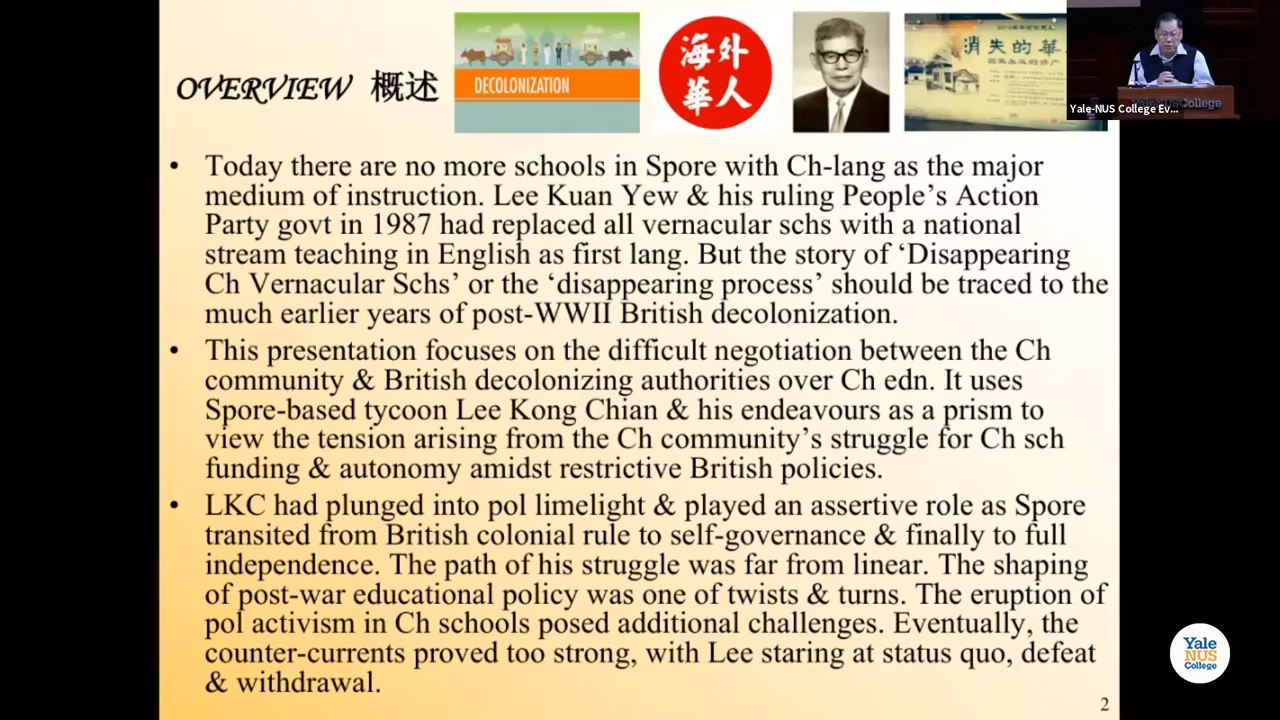 OVERVIEW 概述
DECOLONIZATION
海外
華人
消失的華
Yale-NUS College Ev...
• Today there are no more schools in Spore with Ch-lang as the major
medium of instruction. Lee Kuan Yew & his ruling People’s Action
Party govt in 1987 had replaced all vernacular schs with a national
stream teaching in English as first lang. But the story of ‘Disappearing
Ch Vernacular Schs’ or the ‘disappearing process’ should be traced to the
much earlier years of post-WWII British decolonization.
• This presentation focuses on the difficult negotiation between the Ch
community & British decolonizing authorities over Ch edn. It uses
Spore-based tycoon Lee Kong Chian & his endeavours as a prism to
view the tension arising from the Ch community’s struggle for Ch sch
funding & autonomy amidst restrictive British policies.
• LKC had plunged into pol limelight & played an assertive role as Spore
transited from British colonial rule to self-governance & finally to full
independence. The path of his struggle was far from linear. The shaping
of post-war educational policy was one of twists & turns. The eruption of
pol activism in Ch schools posed additional challenges. Eventually, the
counter-currents proved too strong, with Lee staring at status quo, defeat
& withdrawal.
Yale
NUS
College
2